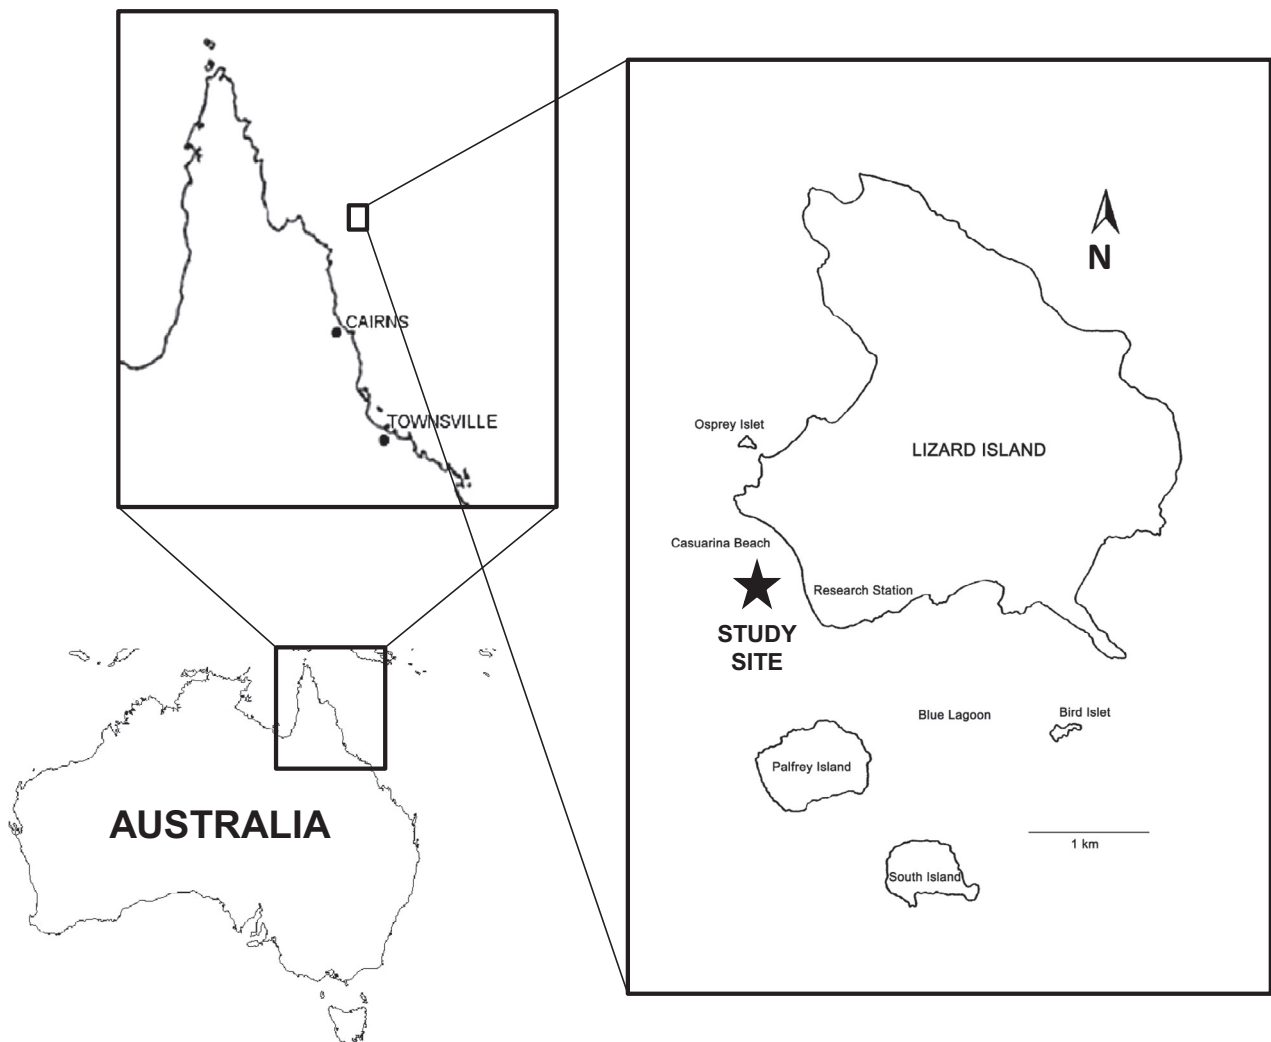 CAIRNS
TOWNSVILLE
AUSTRALIA
N
Osprey Islet
LIZARD ISLAND
Casuarina Beach
Research Station
STUDY
SITE
Blue Lagoon
Bird Islet
Palfrey Island
1 km
South Island